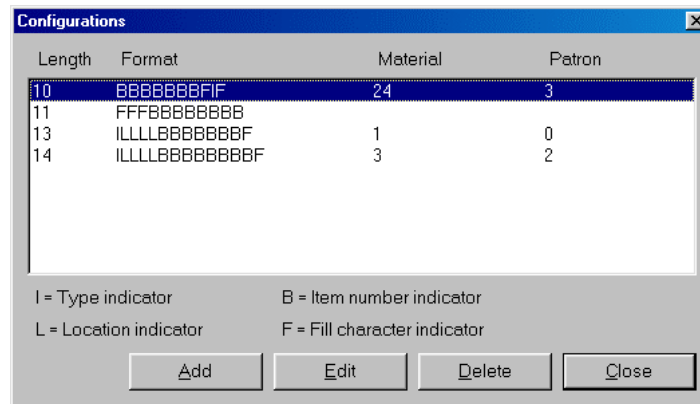 Configurations
Length Format Material Patron
10 BBBBBBBFIF 24 3
11 FFFBBBBBBBB
13 ILLLLBBBBBBBF 1 0
14 ILLLLBBBBBBBBF 3 2
I = Type indicator B = Item number indicator
L = Location indicator F = Fill character indicator
Add Edit Delete Close